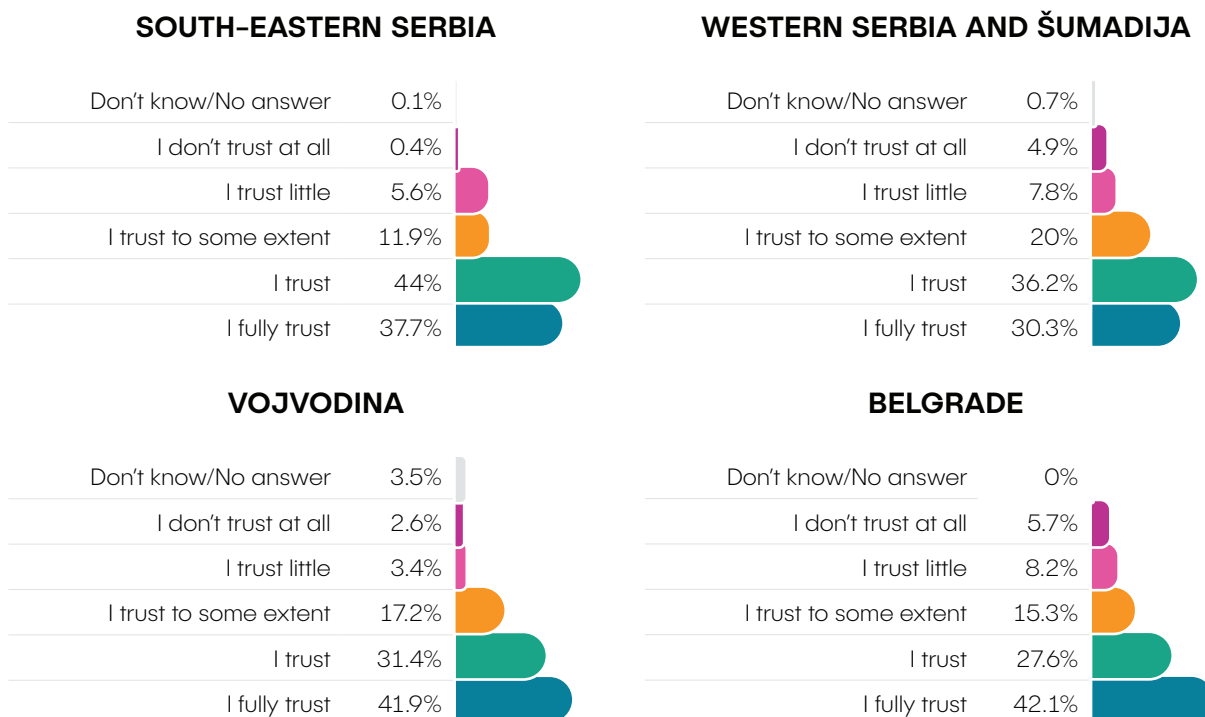 SOUTH-EASTERN SERBIA
Don't know/No answer 0.1%
I don't trust at all 0.4%
I trust little 5.6%
I trust to some extent 11.9%
I trust 44%
I fully trust 37.7%
WESTERN SERBIA AND ŠUMADIJA
Don't know/No answer 0.7%
I don't trust at all 4.9%
I trust little 7.8%
I trust to some extent 20%
I trust 36.2%
I fully trust 30.3%
VOJVODINA
Don't know/No answer 3.5%
I don't trust at all 2.6%
I trust little 3.4%
I trust to some extent 17.2%
I trust 31.4%
I fully trust 41.9%
BELGRADE
Don't know/No answer 0%
I don't trust at all 5.7%
I trust little 8.2%
I trust to some extent 15.3%
I trust 27.6%
I fully trust 42.1%